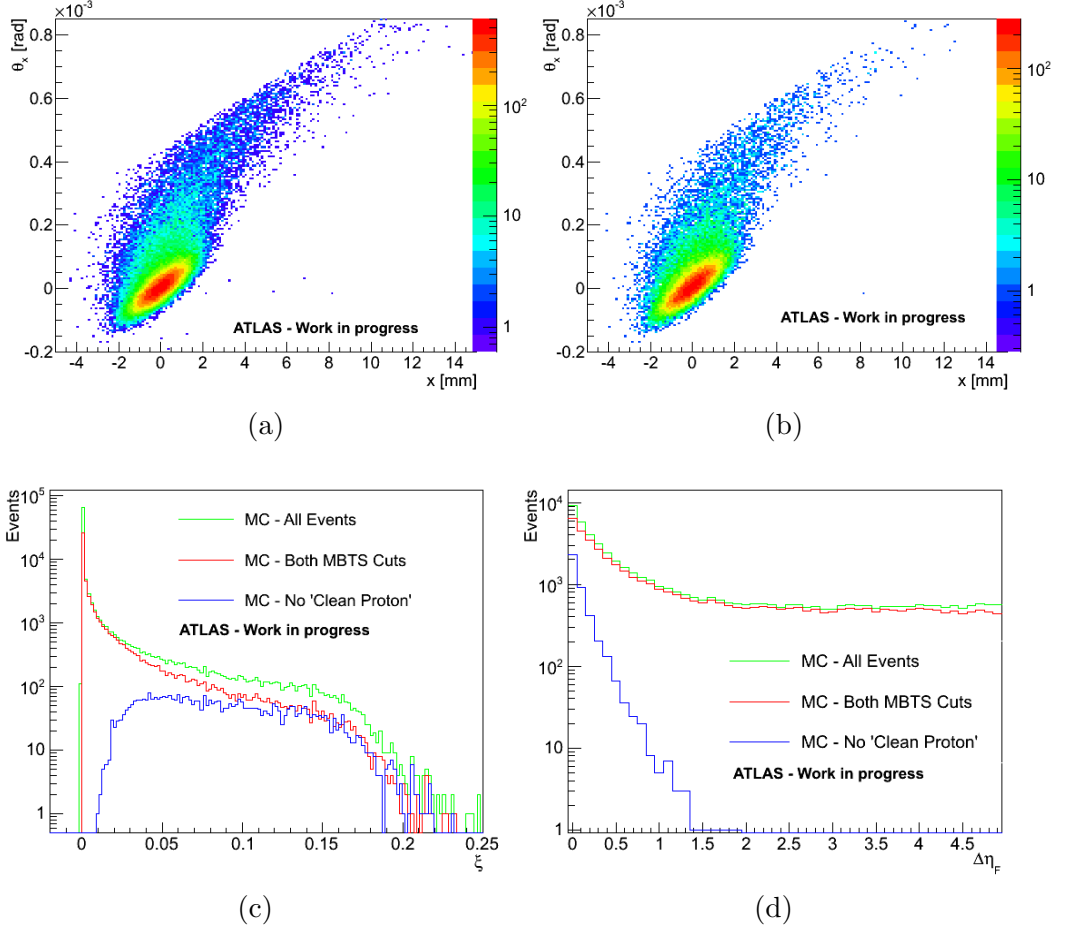 ×10⁻³
θₓ [rad]
0.8
0.6
0.4
0.2
0
-0.2
10²
10
1
ATLAS - Work in progress
-4 -2 0 2 4 6 8 10 12 14
x [mm]
(a)
×10⁻³
θₓ [rad]
0.8
0.6
0.4
0.2
0
-0.2
10²
10
1
ATLAS - Work in progress
-4 -2 0 2 4 6 8 10 12 14
x [mm]
(b)
Events
10⁵
10⁴
10³
10²
10
1
MC - All Events
MC - Both MBTS Cuts
MC - No 'Clean Proton'
ATLAS - Work in progress
0 0.05 0.1 0.15 0.2 0.25
ξ
(c)
Events
10⁴
10³
10²
10
1
MC - All Events
MC - Both MBTS Cuts
MC - No 'Clean Proton'
ATLAS - Work in progress
0 0.5 1 1.5 2 2.5 3 3.5 4 4.5
Δη_F
(d)